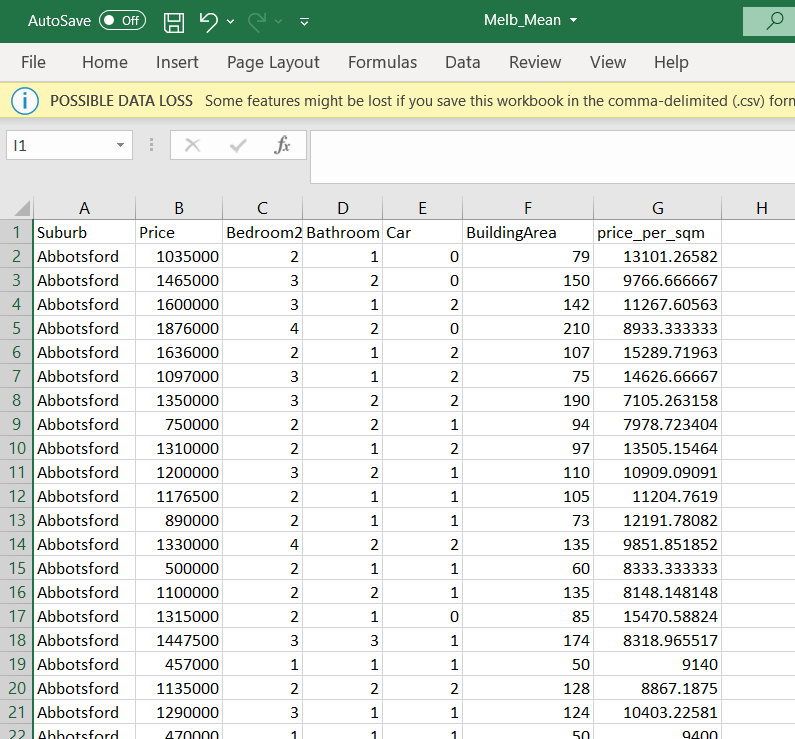 AutoSave Off Melb_Mean
File Home Insert Page Layout Formulas Data Review View Help
POSSIBLE DATA LOSS Some features might be lost if you save this workbook in the comma-delimited (.csv) form
I1 fx
A B C D E F G H
1 Suburb Price Bedroom2 Bathroom Car BuildingArea price_per_sqm
2 Abbotsford 1035000 2 1 0 79 13101.26582
3 Abbotsford 1465000 3 2 0 150 9766.666667
4 Abbotsford 1600000 3 1 2 142 11267.60563
5 Abbotsford 1876000 4 2 0 210 8933.333333
6 Abbotsford 1636000 2 1 2 107 15289.71963
7 Abbotsford 1097000 3 1 2 75 14626.66667
8 Abbotsford 1350000 3 2 2 190 7105.263158
9 Abbotsford 750000 2 2 1 94 7978.723404
10 Abbotsford 1310000 2 1 2 97 13505.15464
11 Abbotsford 1200000 3 2 1 110 10909.09091
12 Abbotsford 1176500 2 1 1 105 11204.7619
13 Abbotsford 890000 2 1 1 73 12191.78082
14 Abbotsford 1330000 4 2 2 135 9851.851852
15 Abbotsford 500000 2 1 1 60 8333.333333
16 Abbotsford 1100000 2 2 1 135 8148.148148
17 Abbotsford 1315000 2 1 0 85 15470.58824
18 Abbotsford 1447500 3 3 1 174 8318.965517
19 Abbotsford 457000 1 1 1 50 9140
20 Abbotsford 1135000 2 2 2 128 8867.1875
21 Abbotsford 1290000 3 1 1 124 10403.22581
22 Abbotsford 470000 1 1 1 50 9400